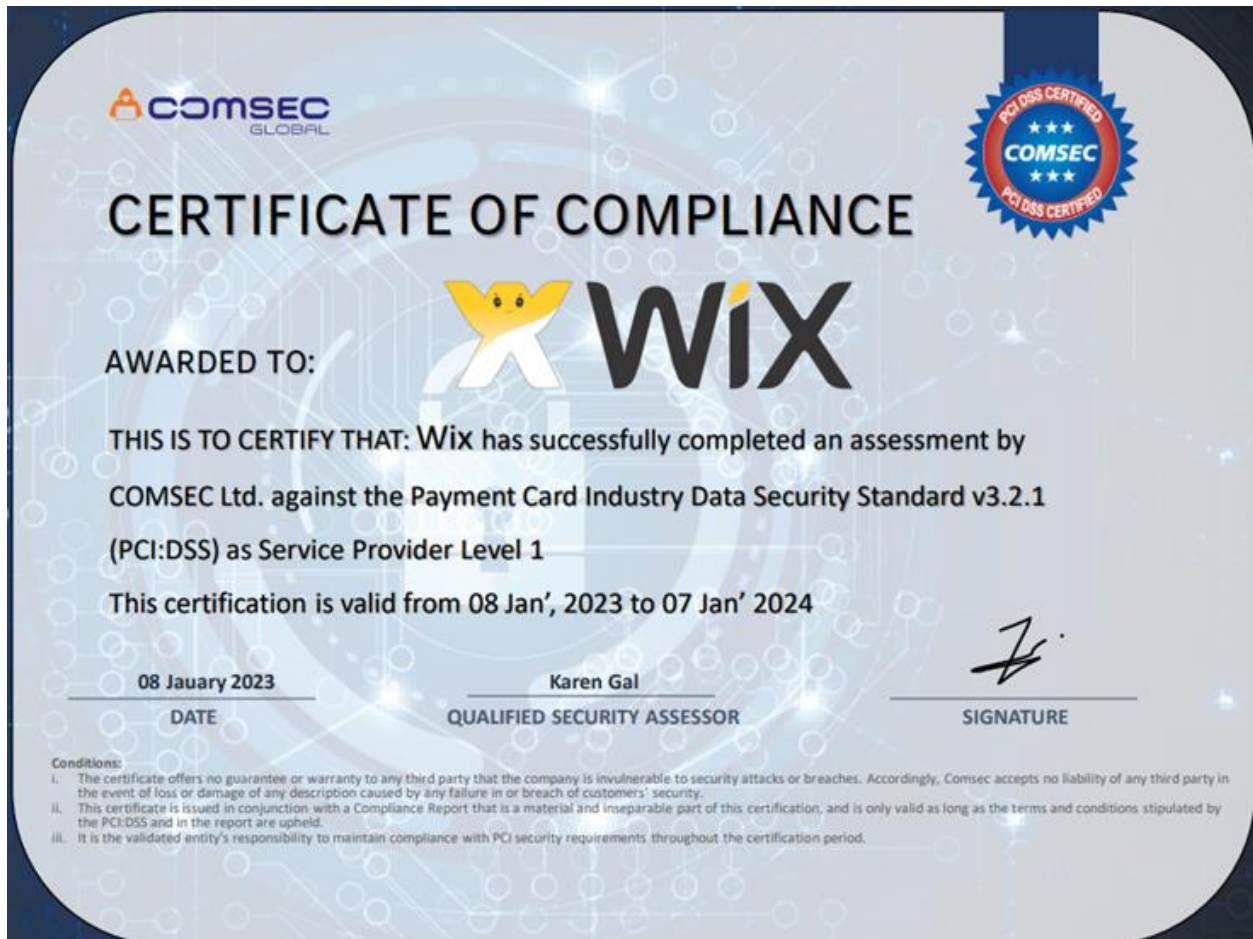 COMSEC
GLOBAL
PCI DSS CERTIFIED
COMSEC
PCI DSS CERTIFIED
CERTIFICATE OF COMPLIANCE
AWARDED TO:
WiX
THIS IS TO CERTIFY THAT: Wix has successfully completed an assessment by
COMSEC Ltd. against the Payment Card Industry Data Security Standard v3.2.1
(PCI:DSS) as Service Provider Level 1
This certification is valid from 08 Jan’, 2023 to 07 Jan’ 2024
08 Jauary 2023
Karen Gal
DATE
QUALIFIED SECURITY ASSESSOR
SIGNATURE
Conditions:
i. The certificate offers no guarantee or warranty to any third party that the company is invulnerable to security attacks or breaches. Accordingly, Comsec accepts no liability of any third party in
the event of loss or damage of any description caused by any failure in or breach of customers’ security.
ii. This certificate is issued in conjunction with a Compliance Report that is a material and inseparable part of this certification, and is only valid as long as the terms and conditions stipulated by
the PCI:DSS and in the report are upheld.
iii. It is the validated entity’s responsibility to maintain compliance with PCI security requirements throughout the certification period.